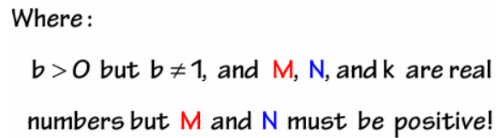 Where:
b > 0 but b ≠ 1, and M, N, and k are real
numbers but M and N must be positive!